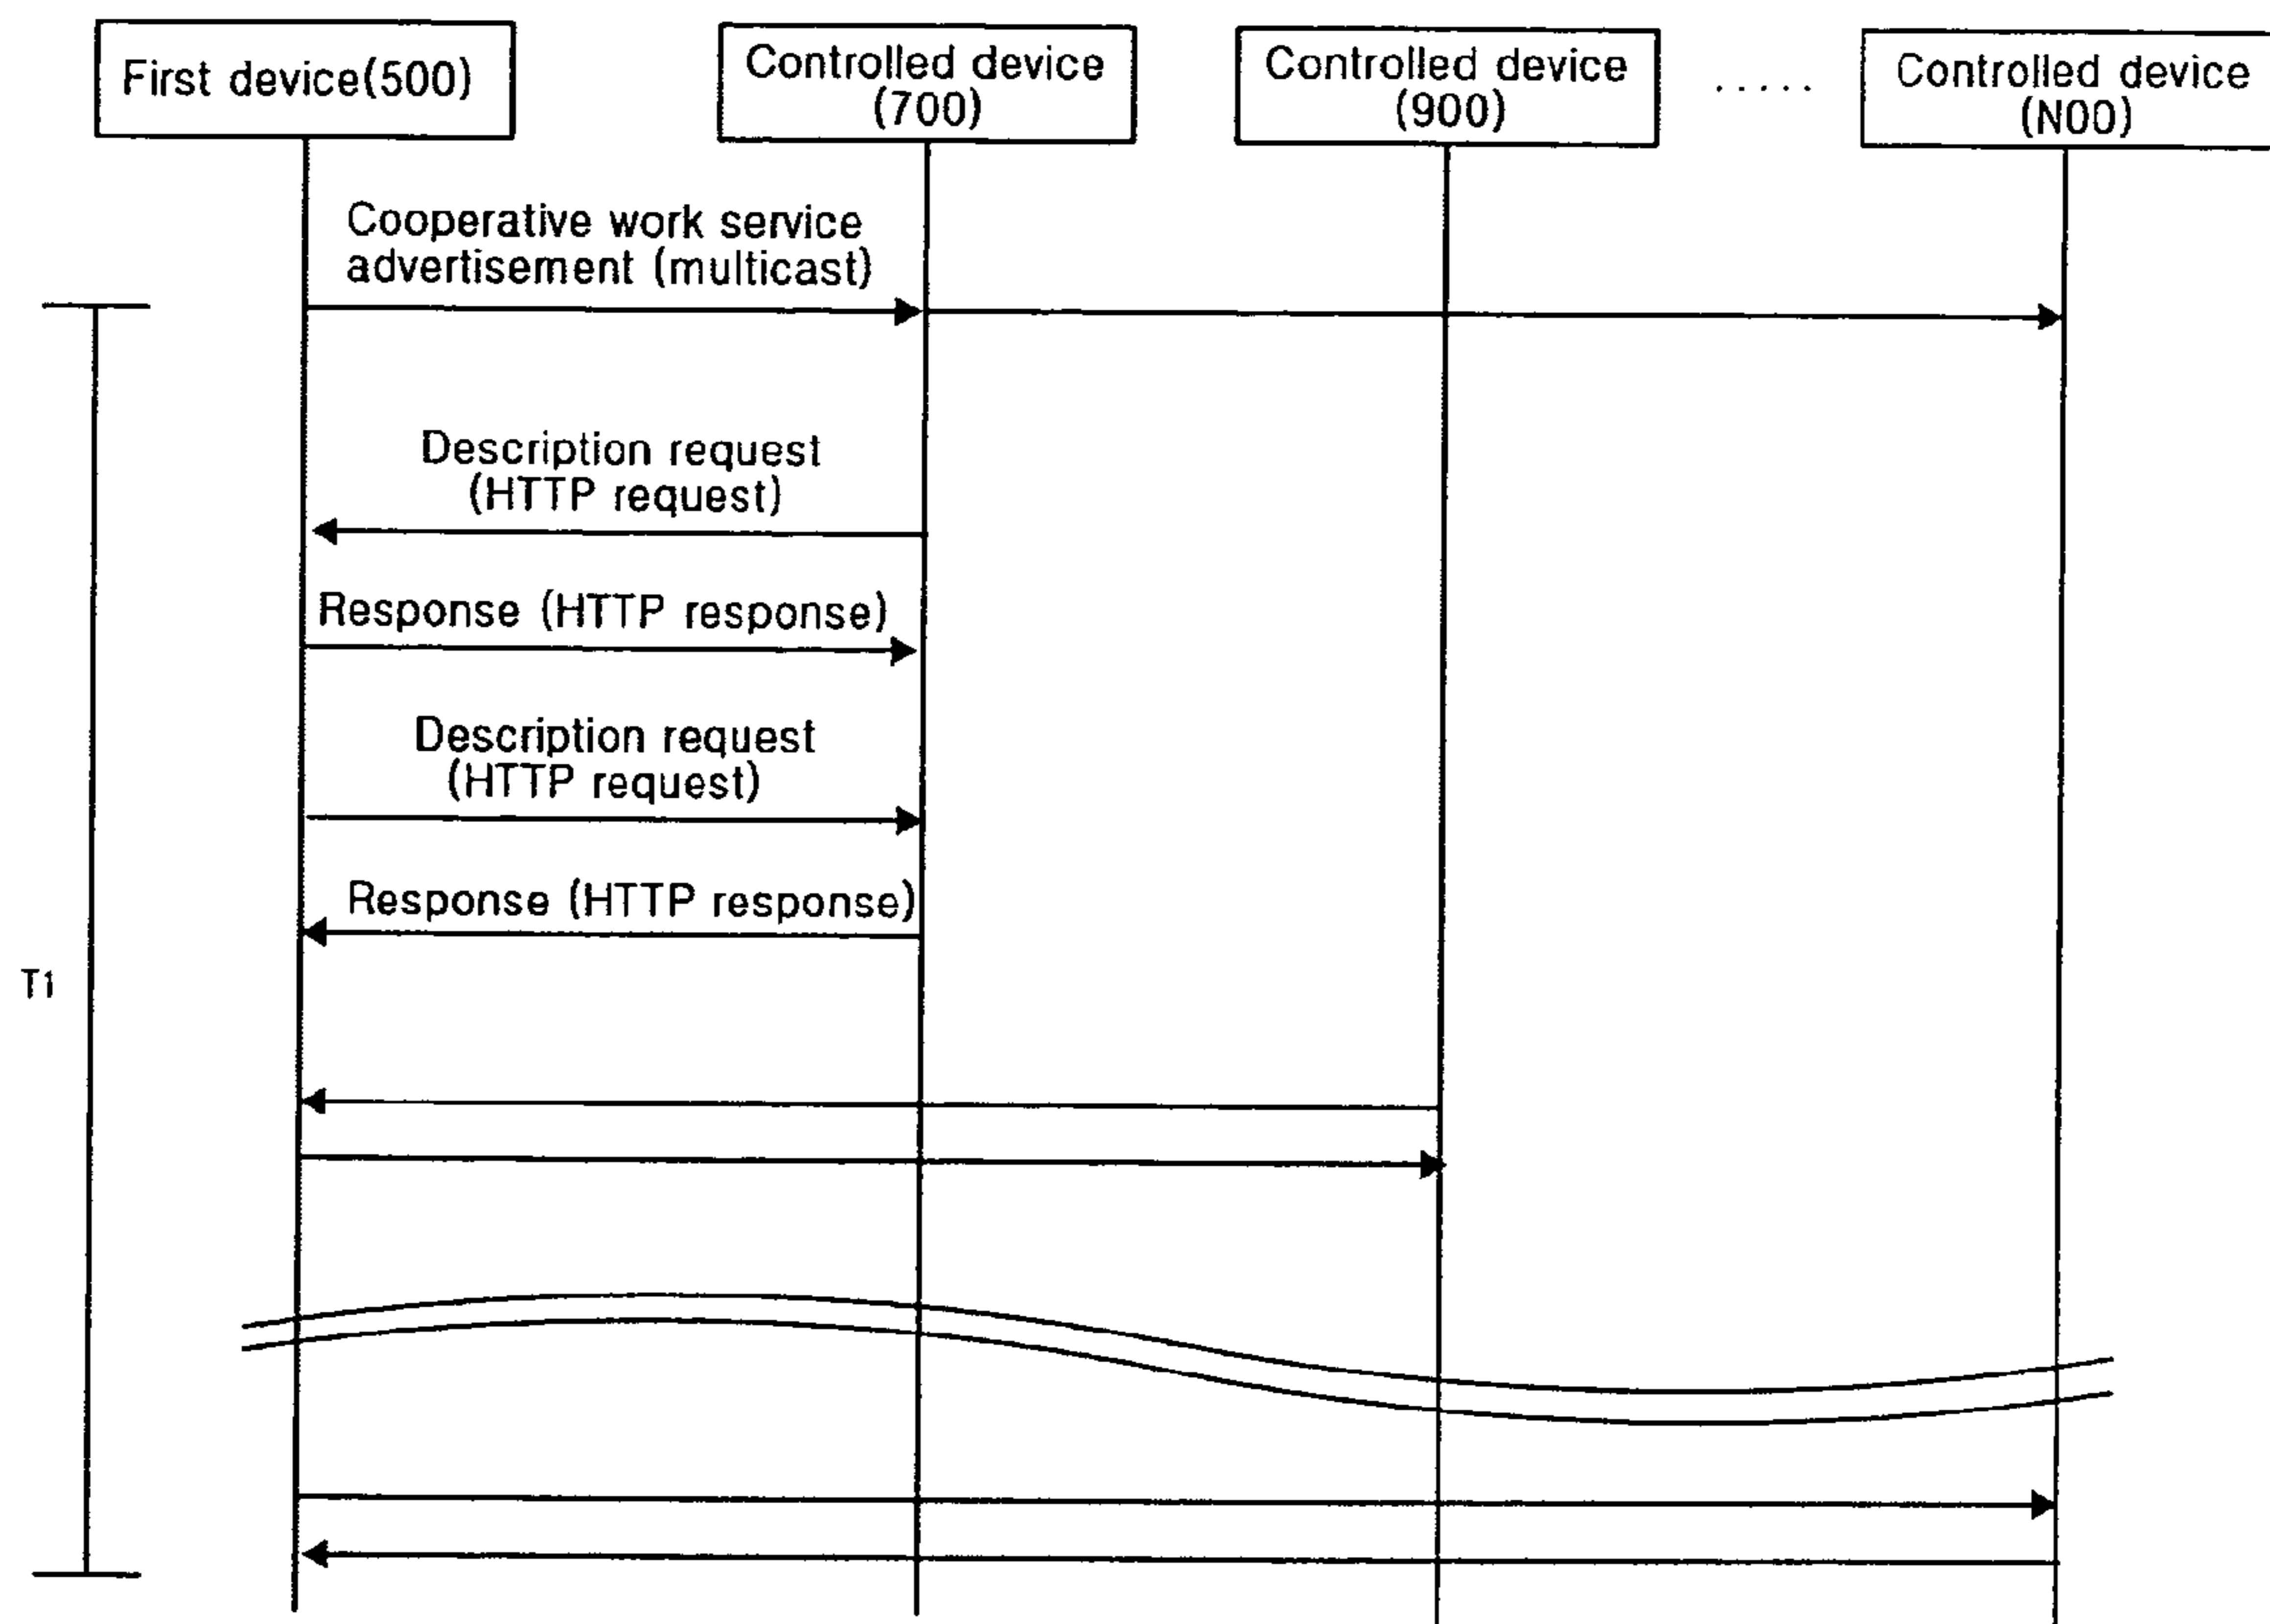 First device(500)
Controlled device
(700)
Controlled device
(900)
.....
Controlled device
(N00)
Cooperative work service
advertisement (multicast)
Description request
(HTTP request)
Response (HTTP response)
Description request
(HTTP request)
Response (HTTP response)
T1